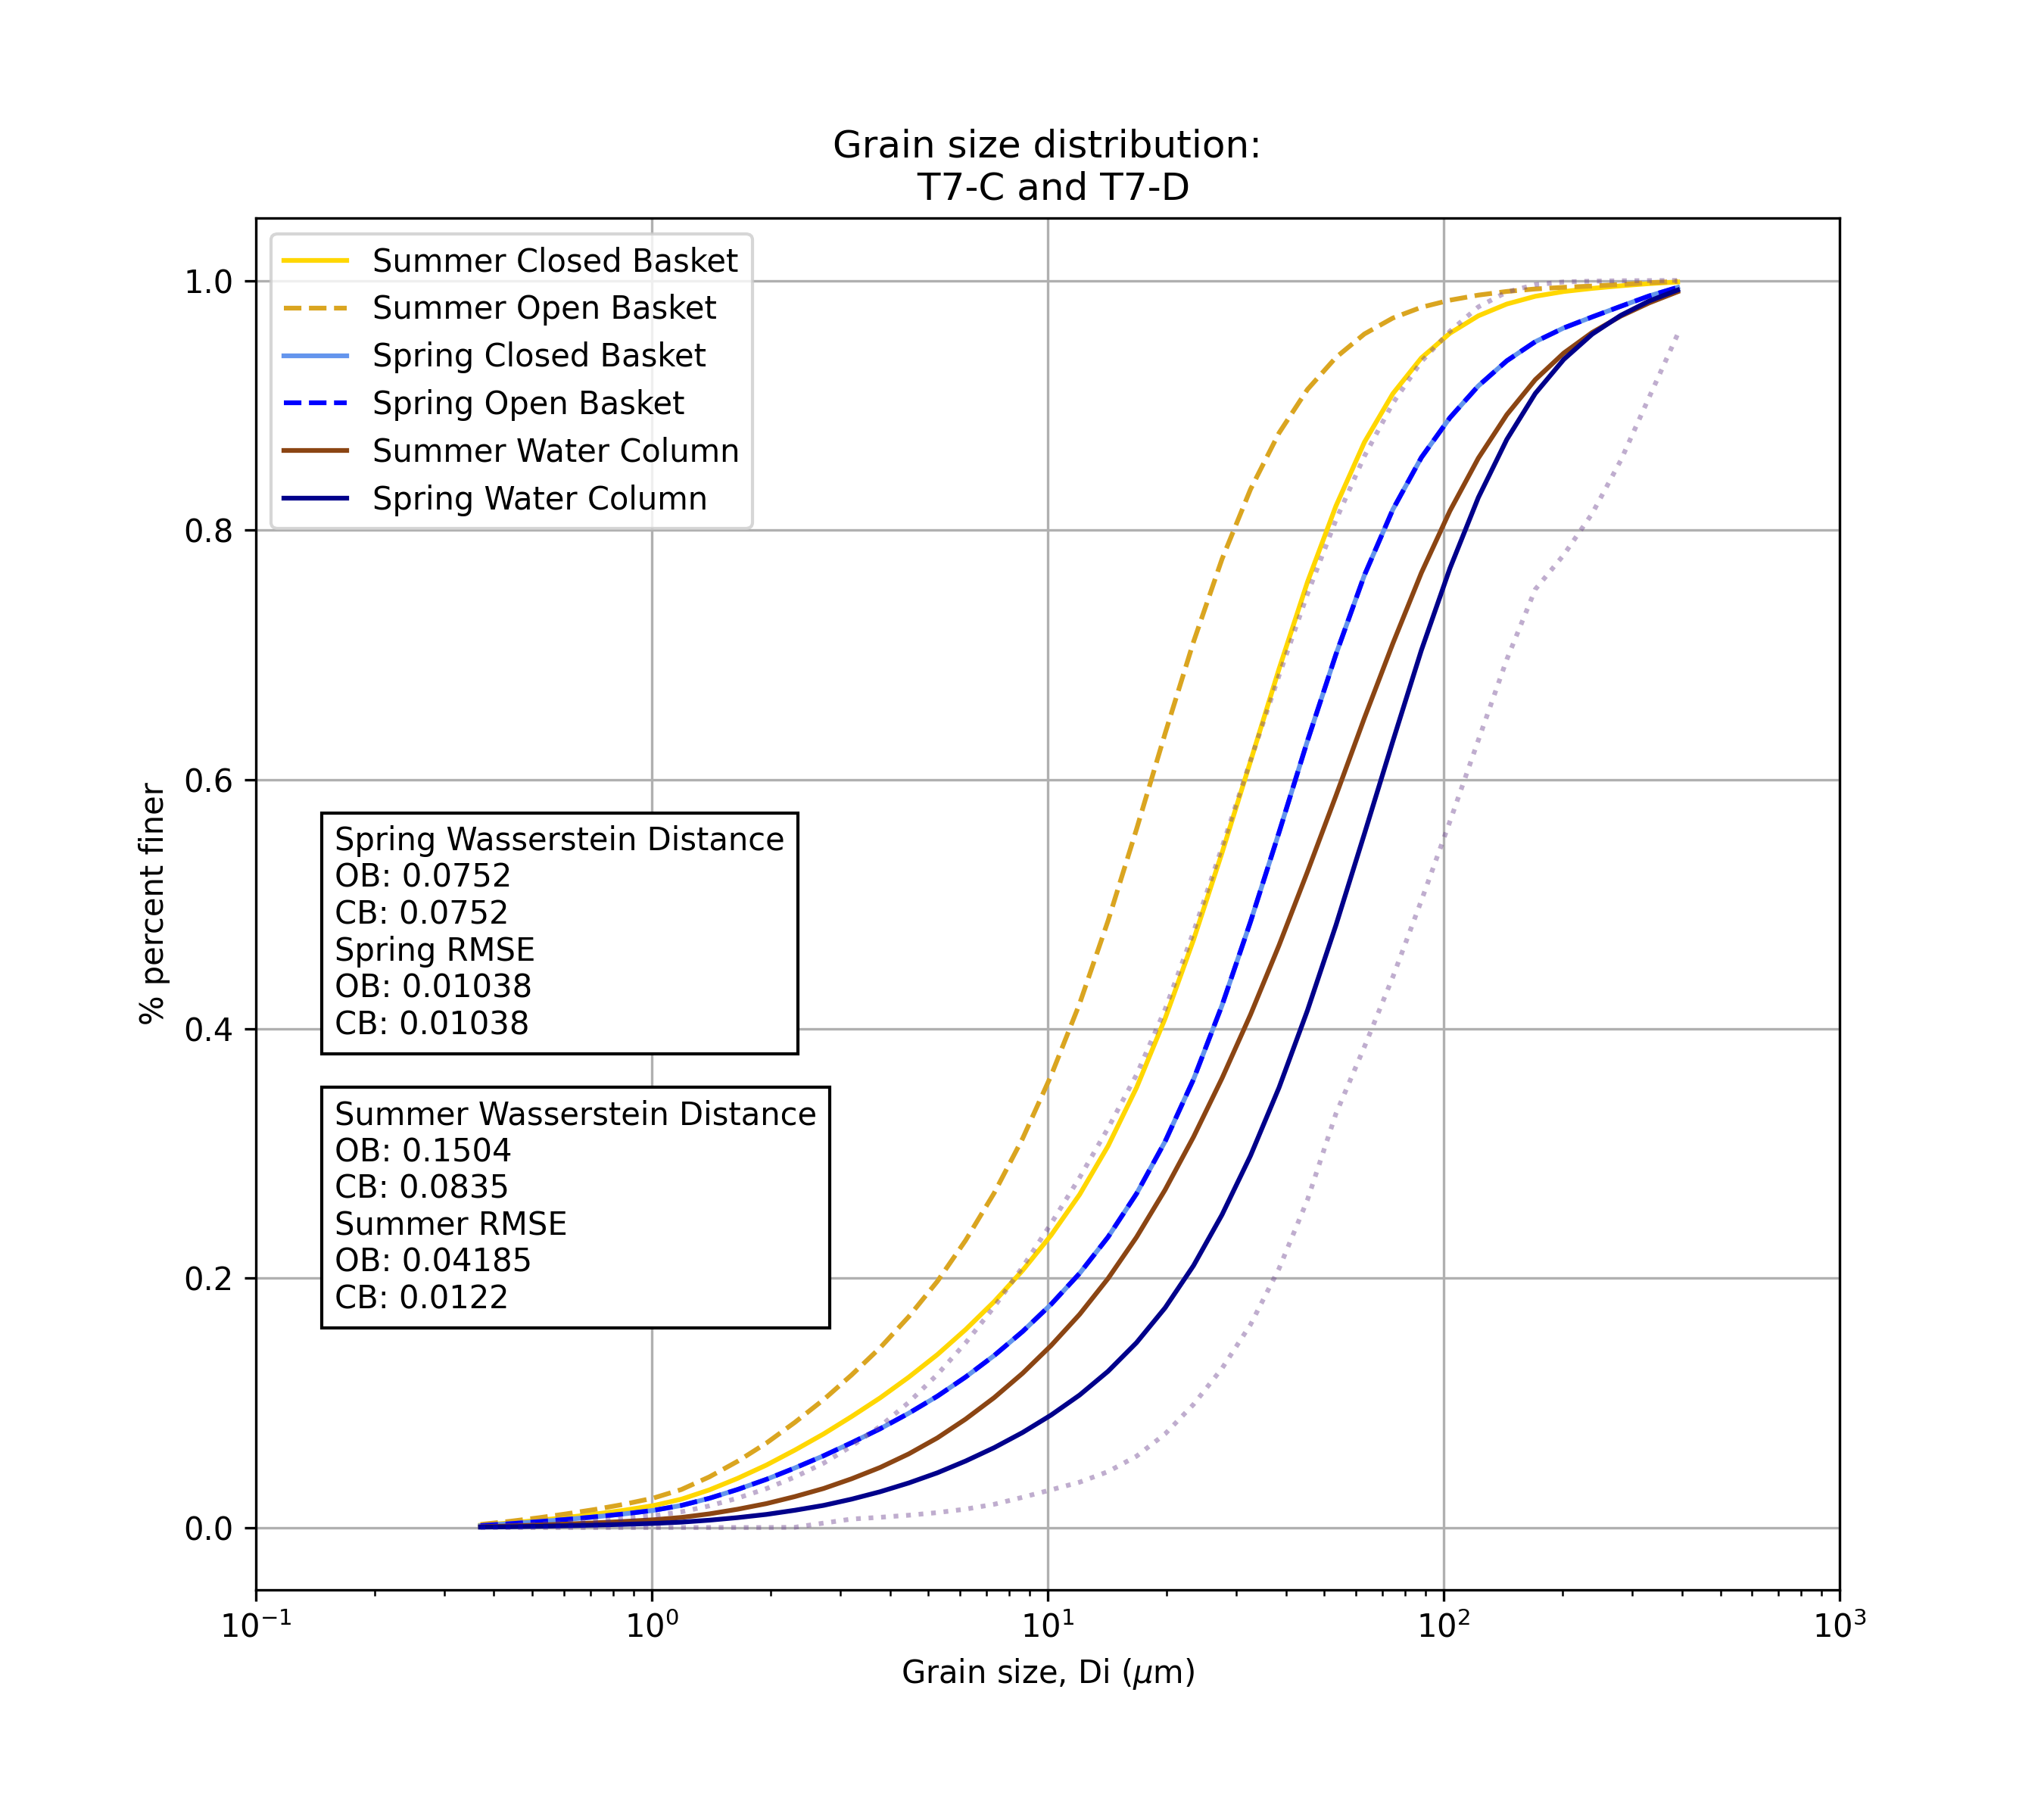 Grain size distribution:
T7-C and T7-D
Summer Closed Basket
Summer Open Basket
Spring Closed Basket
Spring Open Basket
Summer Water Column
Spring Water Column
1.0
0.8
0.6
0.4
0.2
0.0
% percent finer
Spring Wasserstein Distance
OB: 0.0752
CB: 0.0752
Spring RMSE
OB: 0.01038
CB: 0.01038
Summer Wasserstein Distance
OB: 0.1504
CB: 0.0835
Summer RMSE
OB: 0.04185
CB: 0.0122
10⁻¹ 10⁰ 10¹ 10² 10³
Grain size, Di (μm)